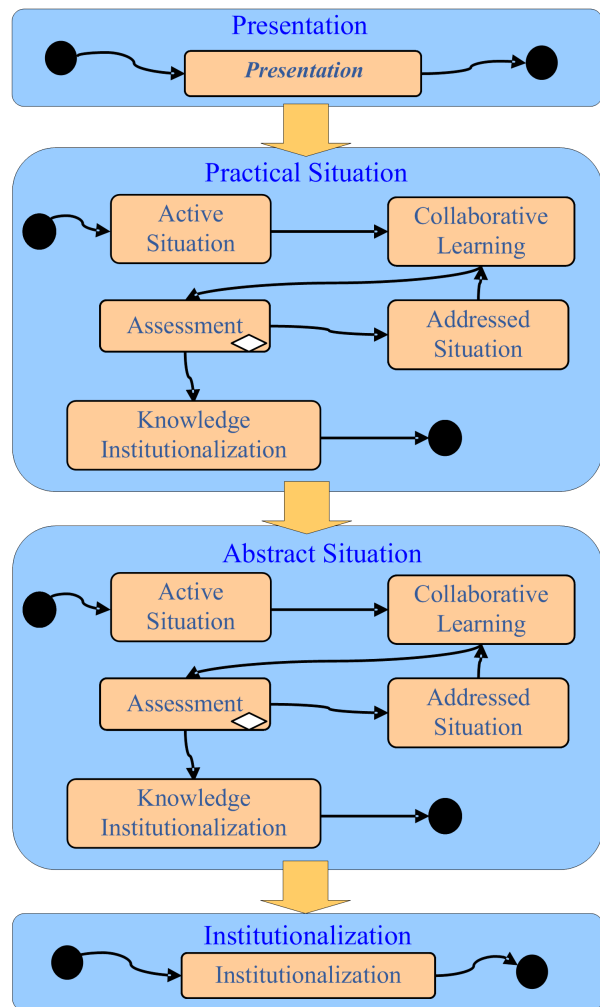 Presentation
Presentation
Practical Situation
Active
Situation
Collaborative
Learning
Assessment
Addressed
Situation
Knowledge
Institutionalization
Abstract Situation
Active
Situation
Collaborative
Learning
Assessment
Addressed
Situation
Knowledge
Institutionalization
Institutionalization
Institutionalization